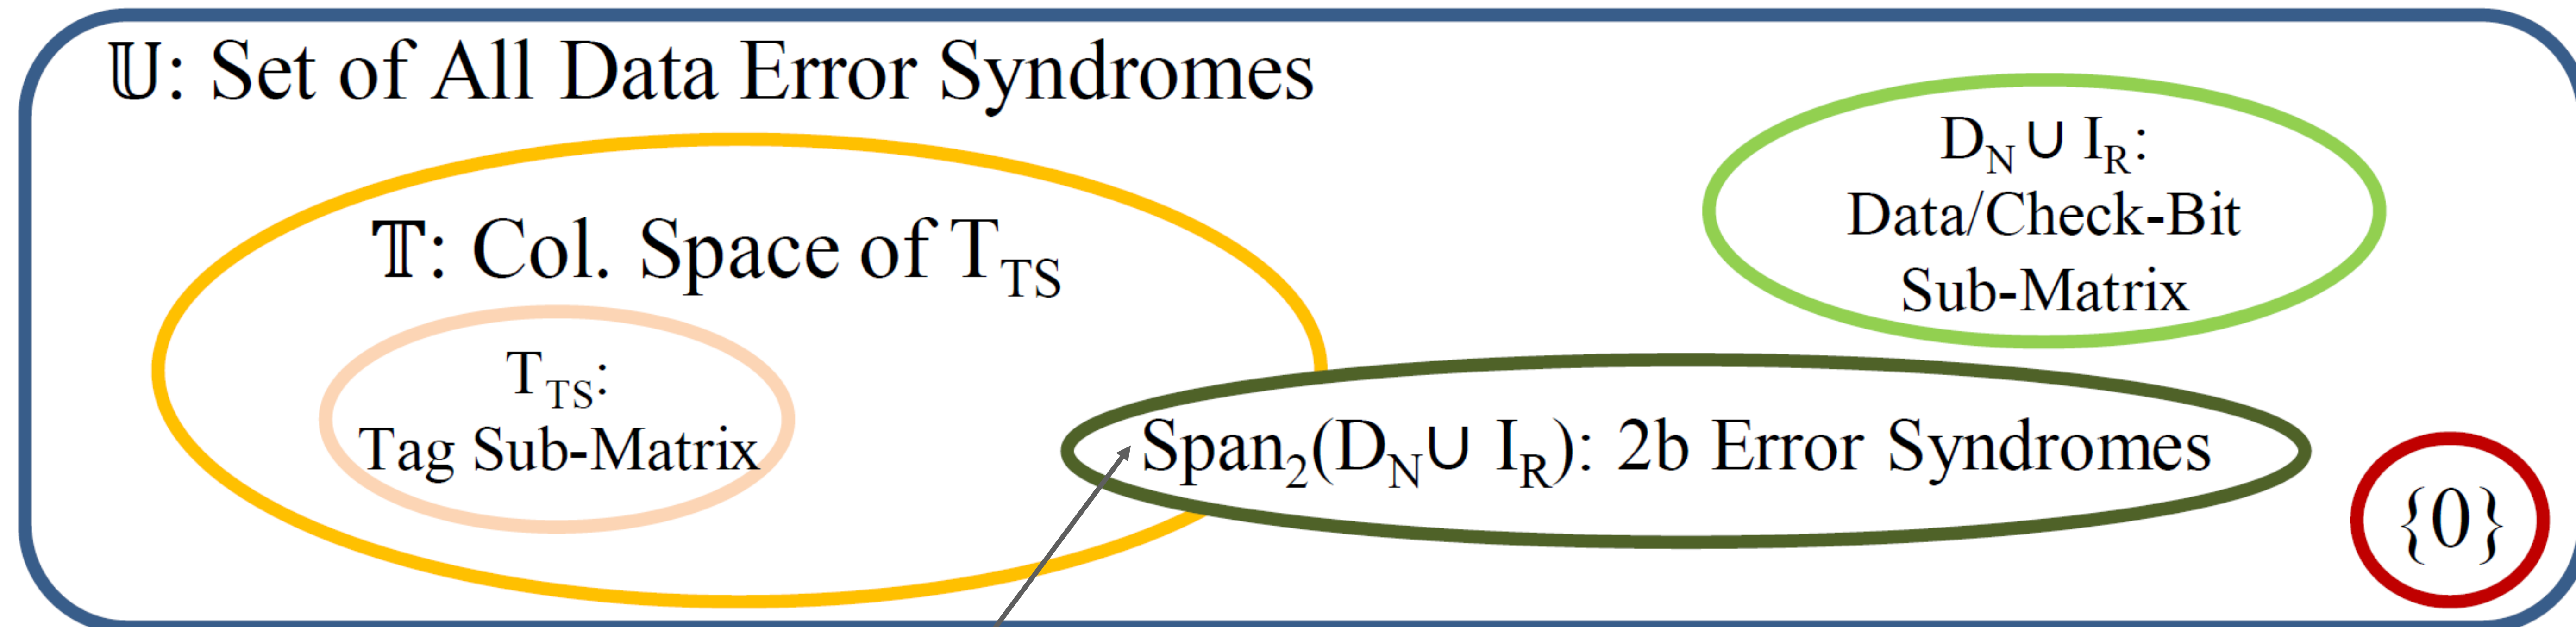 𝕌: Set of All Data Error Syndromes
𝕋: Col. Space of T_TS
T_TS:
Tag Sub-Matrix
D_N ∪ I_R:
Data/Check-Bit
Sub-Matrix
Span_2(D_N∪ I_R): 2b Error Syndromes
{0}